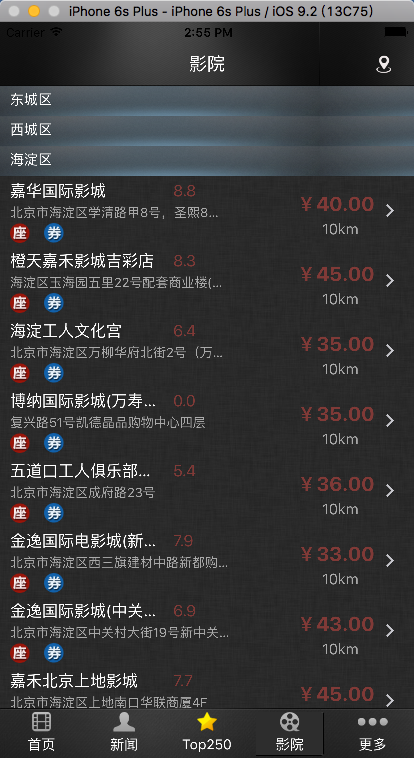 iPhone 6s Plus - iPhone 6s Plus / iOS 9.2 (13C75)
Carrier 2:55 PM
影院
东城区
西城区
海淀区
嘉华国际影城 8.8
北京市海淀区学清路甲8号，圣熙8...
¥ 40.00
座 券 10km
橙天嘉禾影城吉彩店 8.3
海淀区玉海园五里22号配套商业楼(...
¥ 45.00
座 券 10km
海淀工人文化宫 6.4
北京市海淀区万柳华府北街2号（万...
¥ 35.00
座 券 10km
博纳国际影城(万寿... 0.0
复兴路51号凯德晶品购物中心四层
¥ 35.00
座 券 10km
五道口工人俱乐部... 5.4
北京市海淀区成府路23号
¥ 36.00
座 券 10km
金逸国际电影城(新... 7.9
北京市海淀区西三旗建材中路新都购...
¥ 33.00
座 券 10km
金逸国际影城(中关... 6.9
北京市海淀区中关村大街19号新中关...
¥ 43.00
座 券 10km
嘉禾北京上地影城 7.7
北京市海淀区上地南口华联商厦4F
¥ 45.00
首页 新闻 Top250 影院 更多